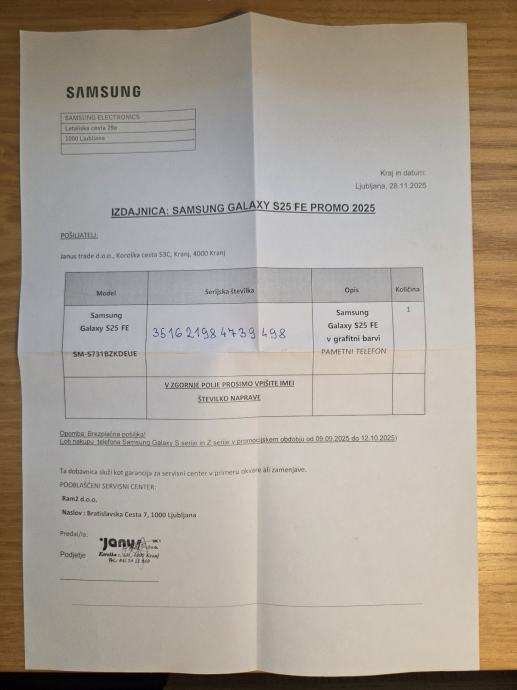 SAMSUNG
SAMSUNG ELECTRONICS
Letališka cesta 29a
1000 Ljubljana
Kraj in datum:
Ljubljana, 28.11.2025
IZDAJNICA: SAMSUNG GALAXY S25 FE PROMO 2025
POŠILJATELJ:
Janus trade d.o.o., Koroška cesta 53C, Kranj, 4000 Kranj
Model Serijska številka Opis Količina
Samsung Galaxy S25 FE SM-S731BZKDEUE
351621984739498
Samsung Galaxy S25 FE v grafitni barvi PAMETNI TELEFON
1
V ZGORNJE POLJE PROSIMO VPIŠITE IMEI
ŠTEVILKO NAPRAVE
Opomba: Brezplačna pošiljka!
(ob nakupu telefona Samsung Galaxy S serije in Z serije v promocijskem obdobju od 09.09.2025 do 12.10.2025)
Ta dobavnica služi kot garancija za servisni center v primeru okvare ali zamenjave.
POOBLAŠČENI SERVISNI CENTER:
Ram2 d.o.o.
Naslov : Bratislavska Cesta 7, 1000 Ljubljana
Predal/a:
Janus
Podjetje
Kranj